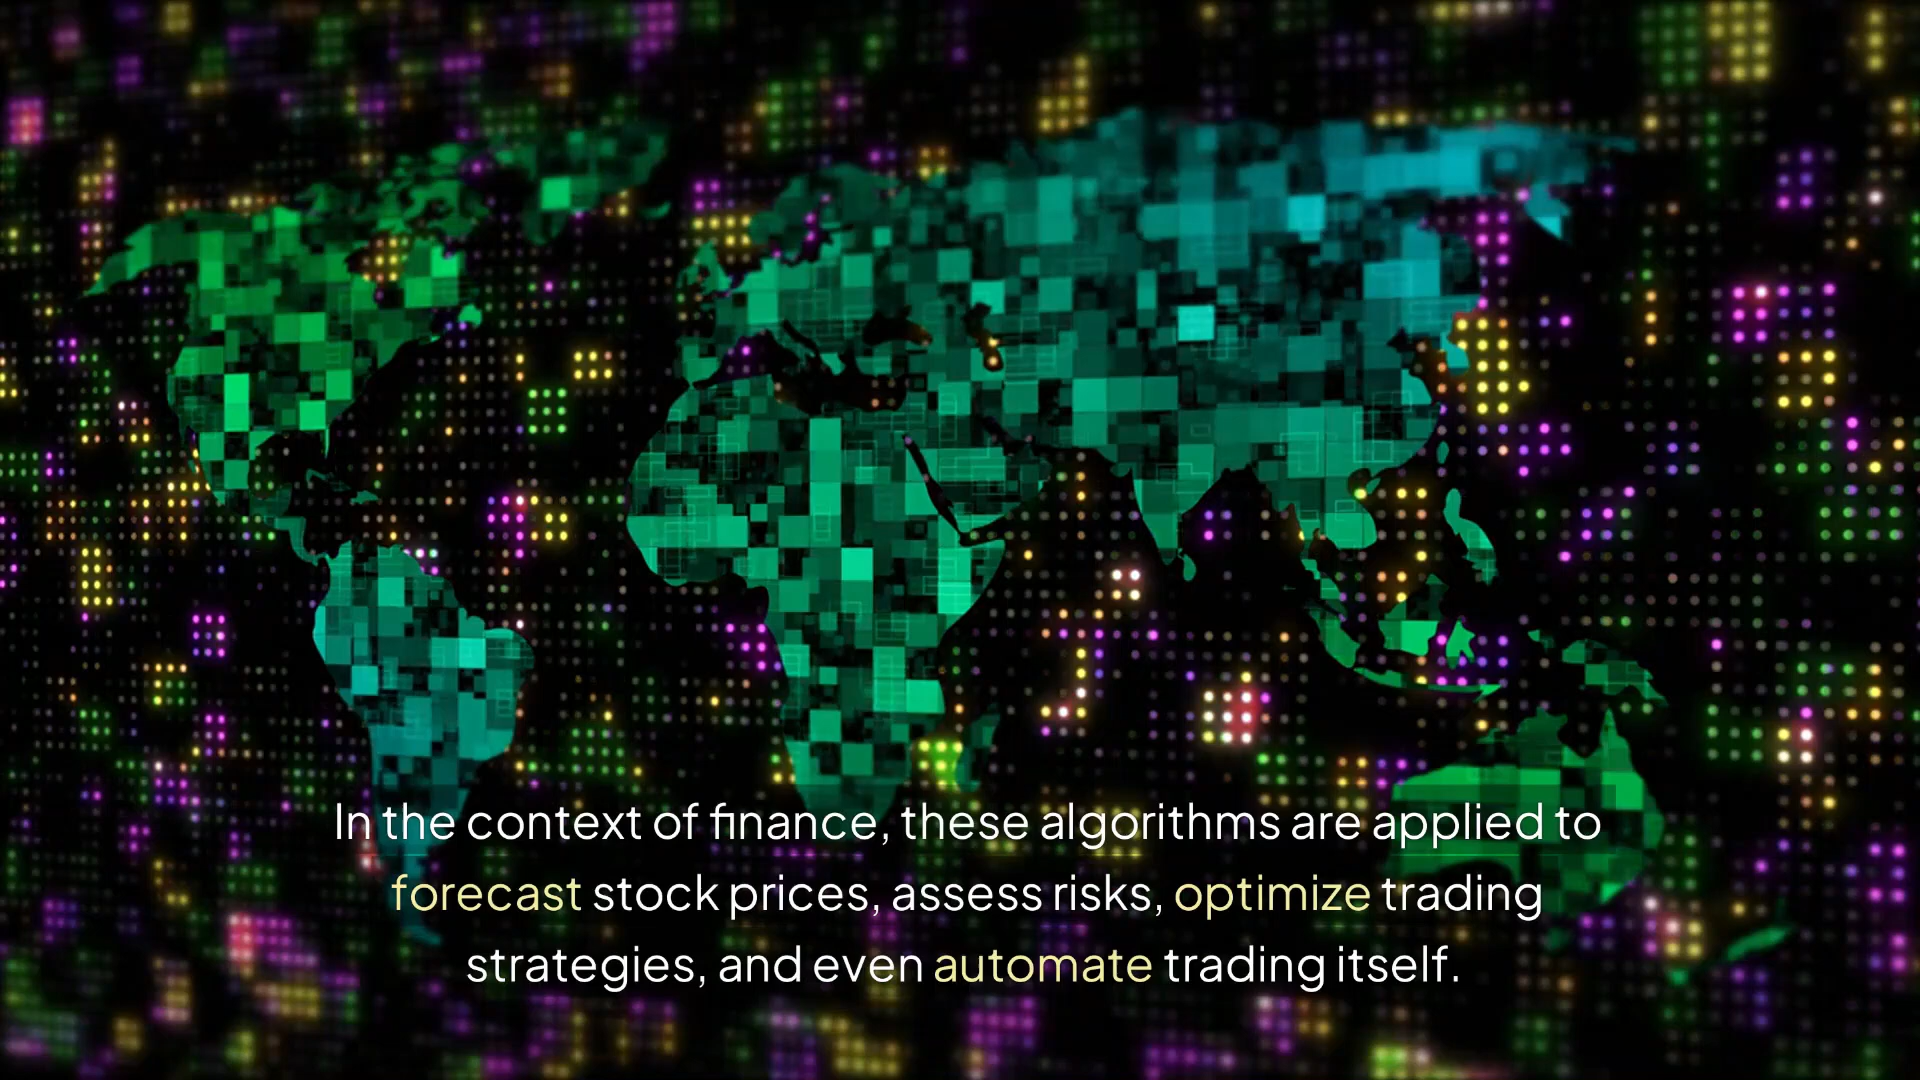 In the context of finance, these algorithms are applied to
forecast stock prices, assess risks, optimize trading
strategies, and even automate trading itself.